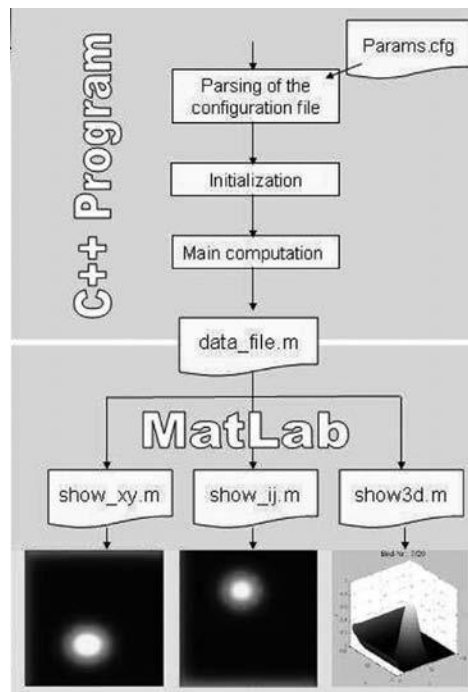 Params.cfg
Parsing of the
configuration file
C++ Program
Initialization
Main computation
data_file.m
MatLab
show_xy.m
show_ij.m
show3d.m